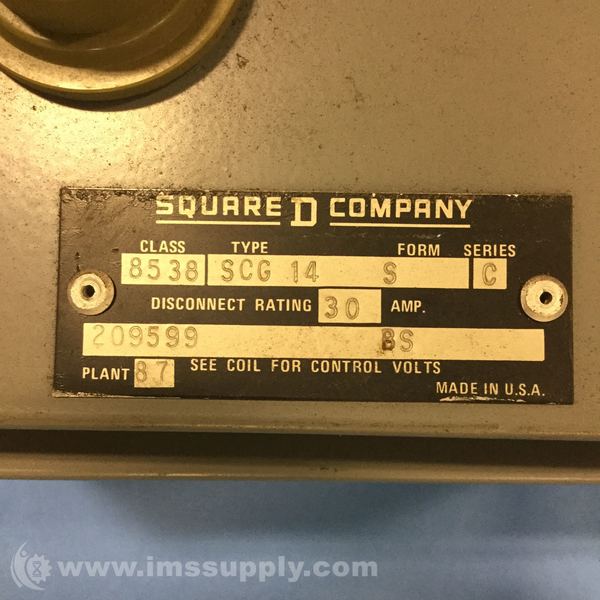 SQUARE D COMPANY
CLASS TYPE FORM SERIES
8538 SCG 14 S C
DISCONNECT RATING 30 AMP.
209599 BS
PLANT 87 SEE COIL FOR CONTROL VOLTS
MADE IN U.S.A.
www.imssupply.com